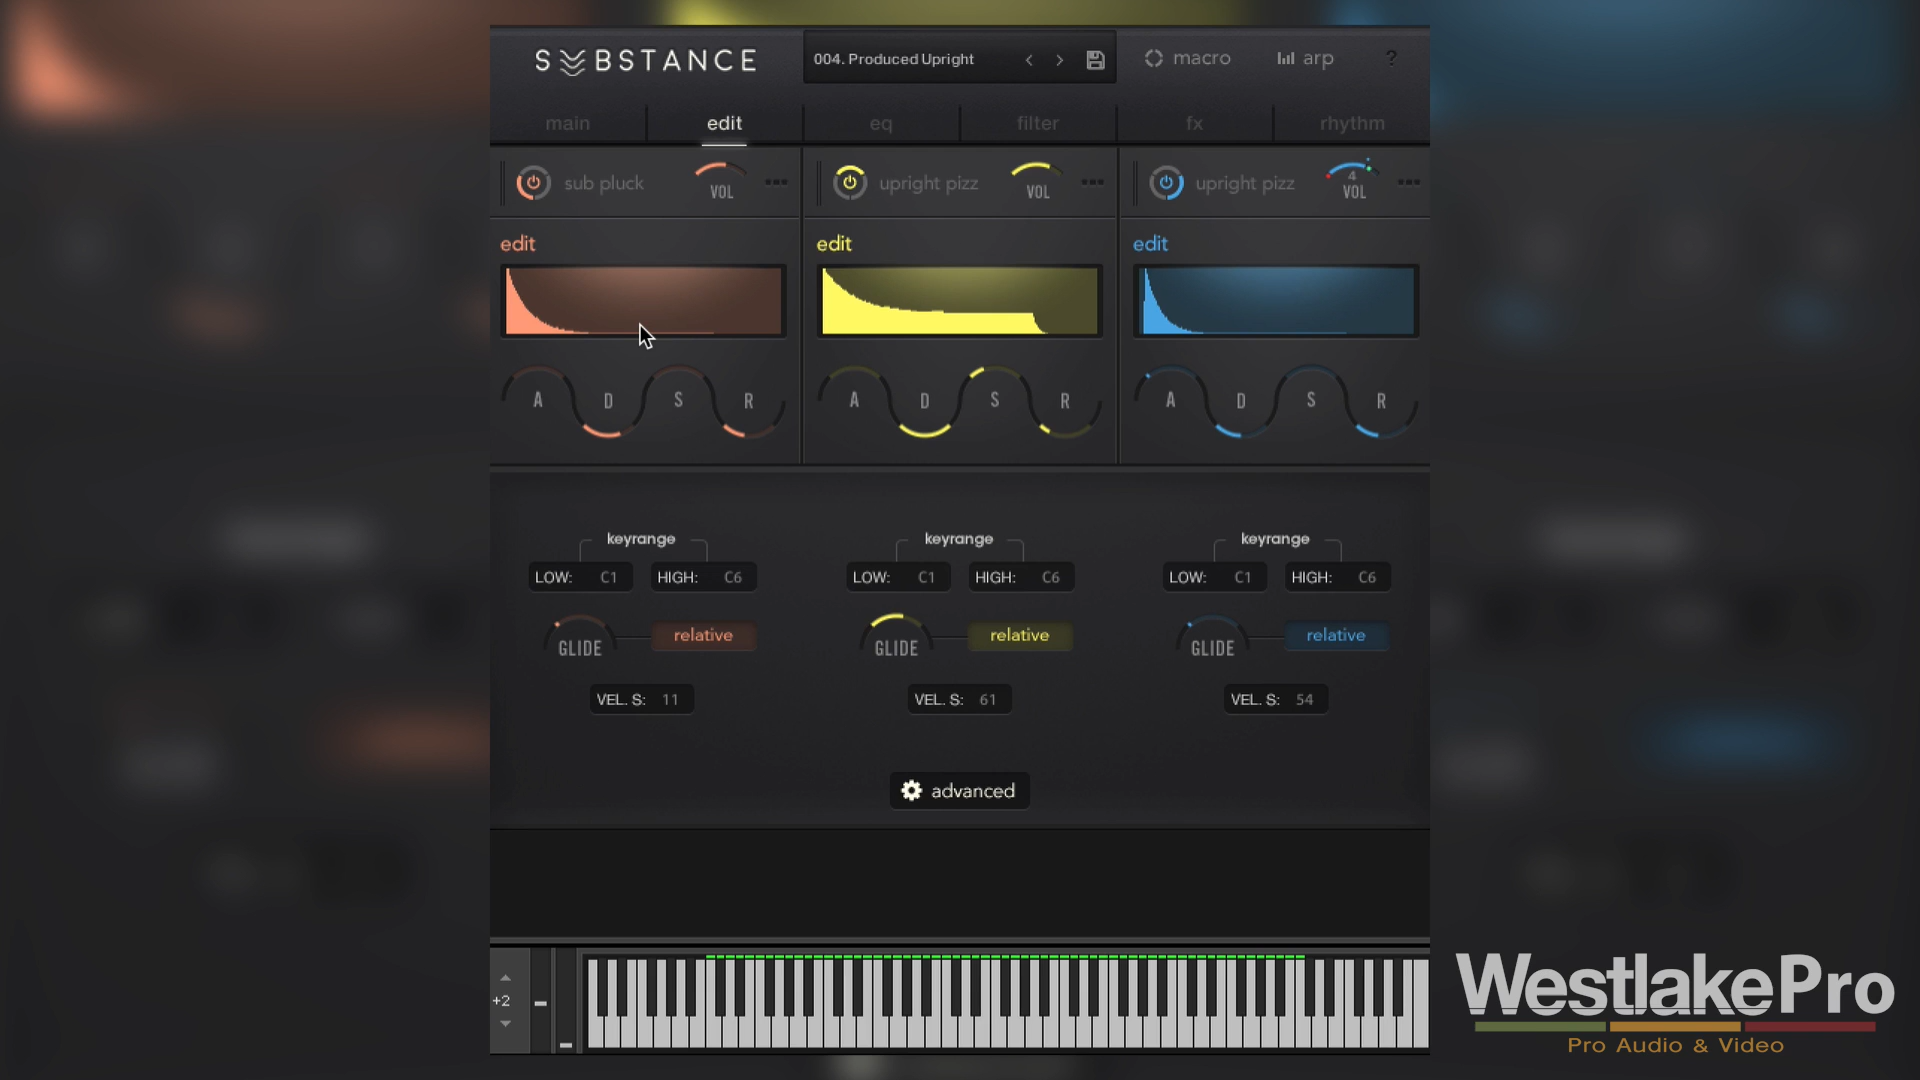 SUBSTANCE
004. Produced Upright
macro
arp
?
main
edit
eq
filter
fx
rhythm
sub pluck
VOL
upright pizz
VOL
upright pizz
4
VOL
edit
edit
edit
A D S R
A D S R
A D S R
keyrange
keyrange
keyrange
LOW: C1 HIGH: C6
LOW: C1 HIGH: C6
LOW: C1 HIGH: C6
GLIDE relative
GLIDE relative
GLIDE relative
VEL. S: 11
VEL. S: 61
VEL. S: 54
advanced
+2
WestlakePro
Pro Audio & Video